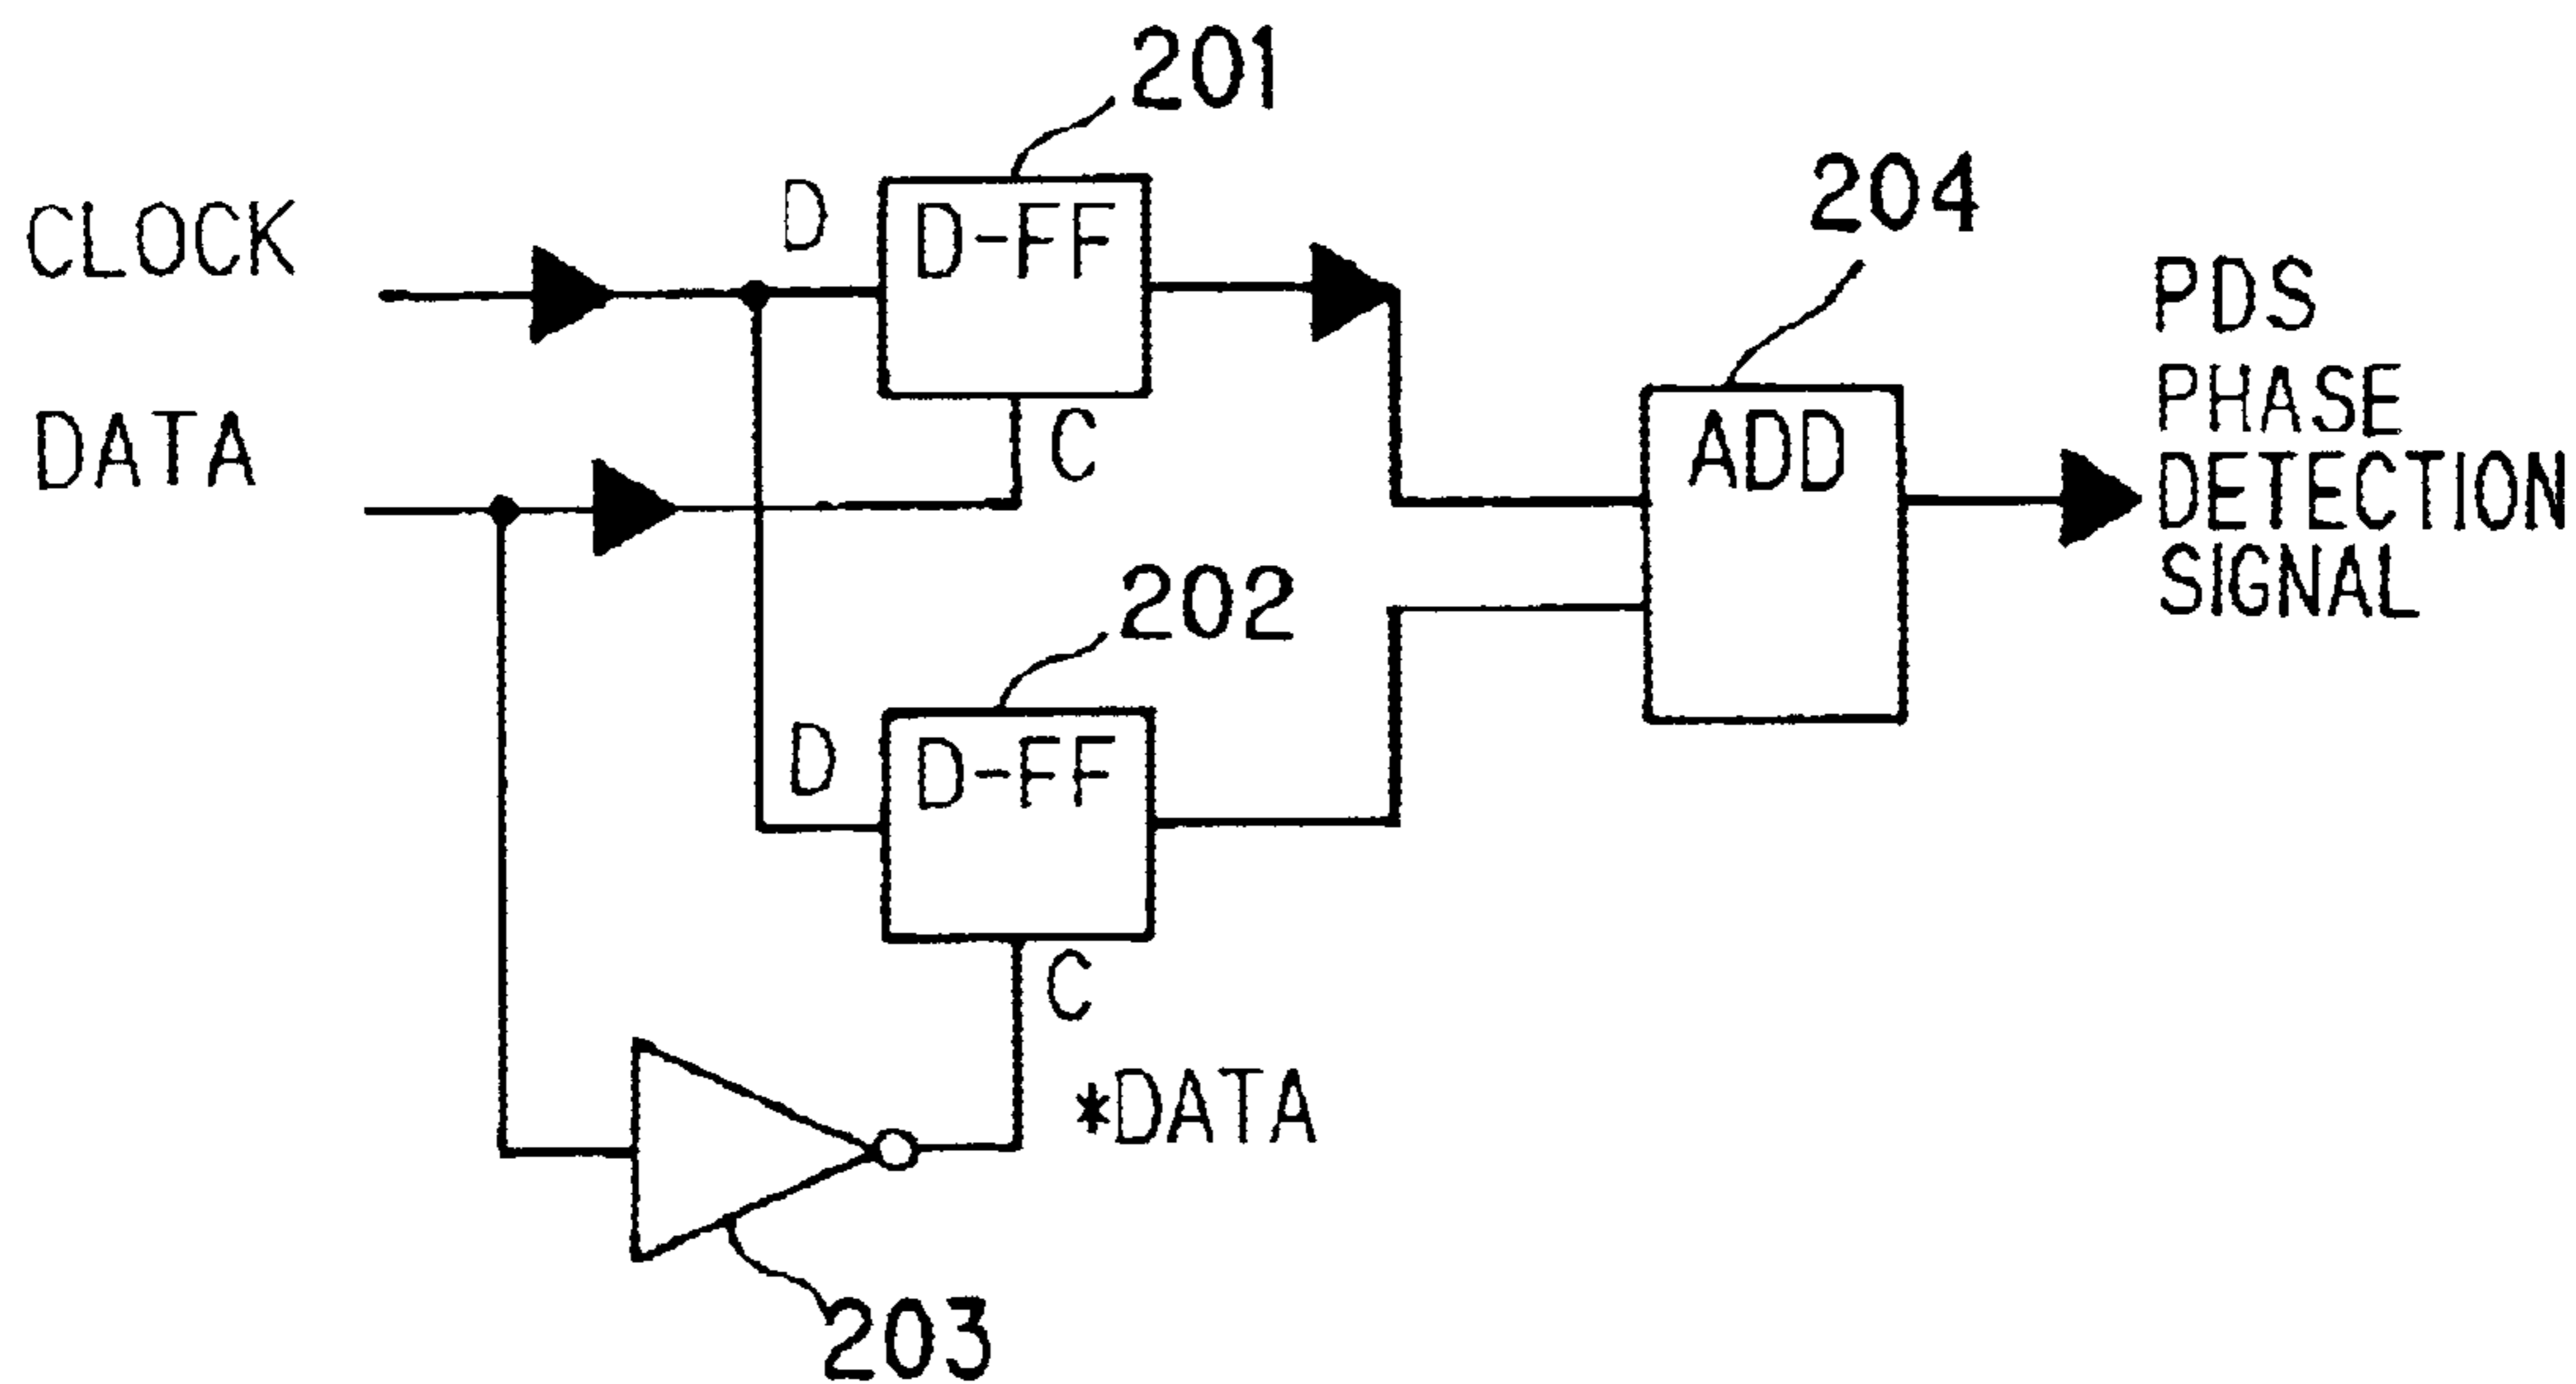 201
204
CLOCK
D
D-FF
PDS
PHASE
DETECTION
SIGNAL
DATA
C
ADD
202
D
D-FF
C
*DATA
203